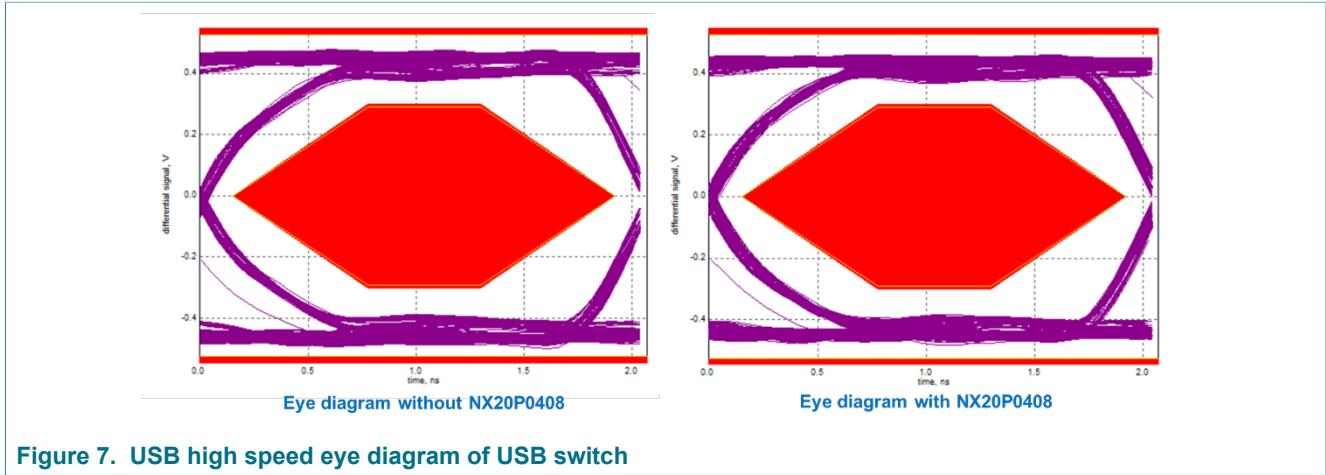 differential signal, V
0.4
0.2
0.0
-0.2
-0.4
0.0 0.5 1.0 1.5 2.0
time, ns
Eye diagram without NX20P0408
differential signal, V
0.4
0.2
0.0
-0.2
-0.4
0.0 0.5 1.0 1.5 2.0
time, ns
Eye diagram with NX20P0408
Figure 7. USB high speed eye diagram of USB switch